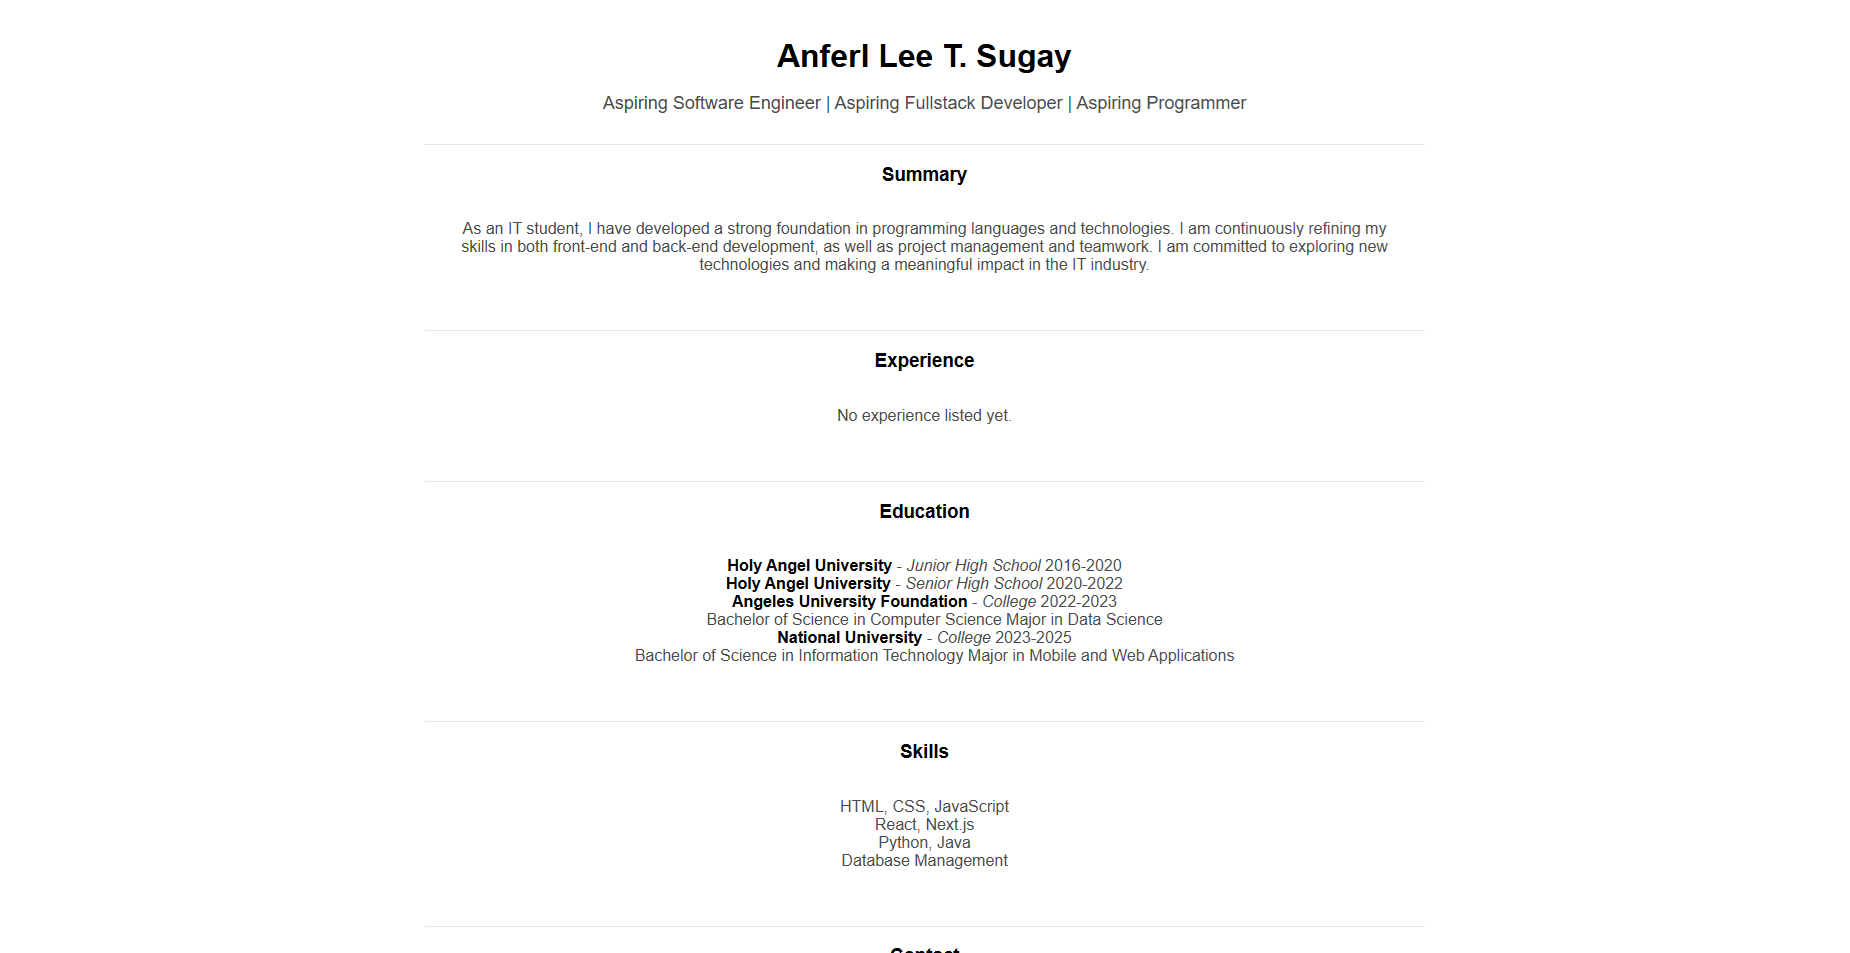 Anferl Lee T. Sugay
Aspiring Software Engineer | Aspiring Fullstack Developer | Aspiring Programmer
Summary
As an IT student, I have developed a strong foundation in programming languages and technologies. I am continuously refining my
skills in both front-end and back-end development, as well as project management and teamwork. I am committed to exploring new
technologies and making a meaningful impact in the IT industry.
Experience
No experience listed yet.
Education
Holy Angel University - Junior High School 2016-2020
Holy Angel University - Senior High School 2020-2022
Angeles University Foundation - College 2022-2023
Bachelor of Science in Computer Science Major in Data Science
National University - College 2023-2025
Bachelor of Science in Information Technology Major in Mobile and Web Applications
Skills
HTML, CSS, JavaScript
React, Next.js
Python, Java
Database Management
Contact